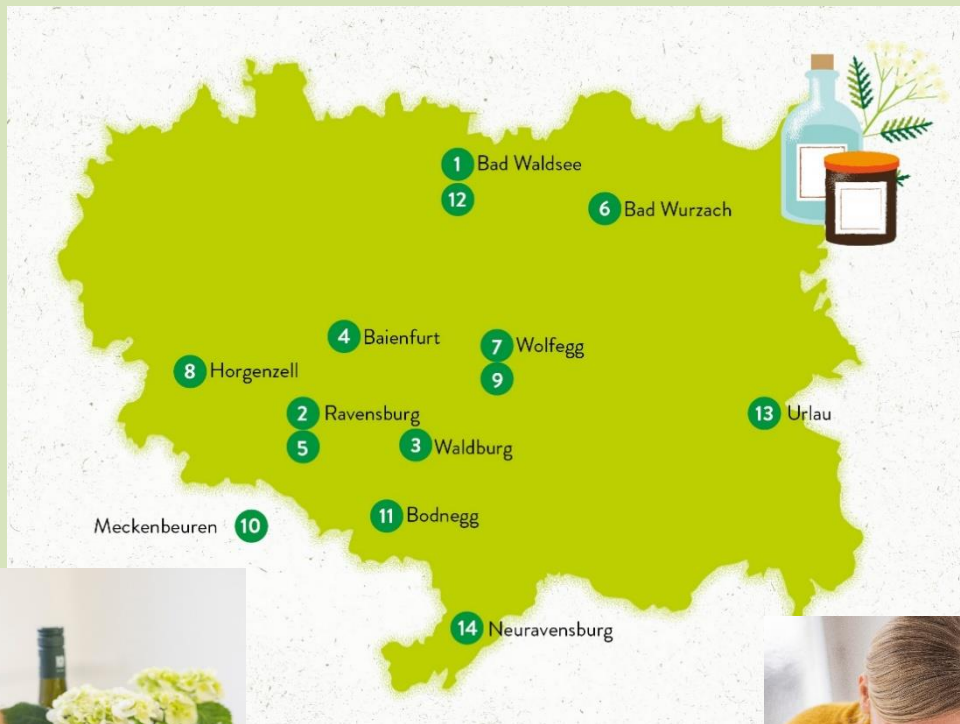 1 Bad Waldsee
12
6 Bad Wurzach
4 Baienfurt
7 Wolfegg
8 Horgenzell
9
2 Ravensburg
13 Urlau
5
3 Waldburg
11 Bodnegg
Meckenbeuren 10
14 Neuravensburg